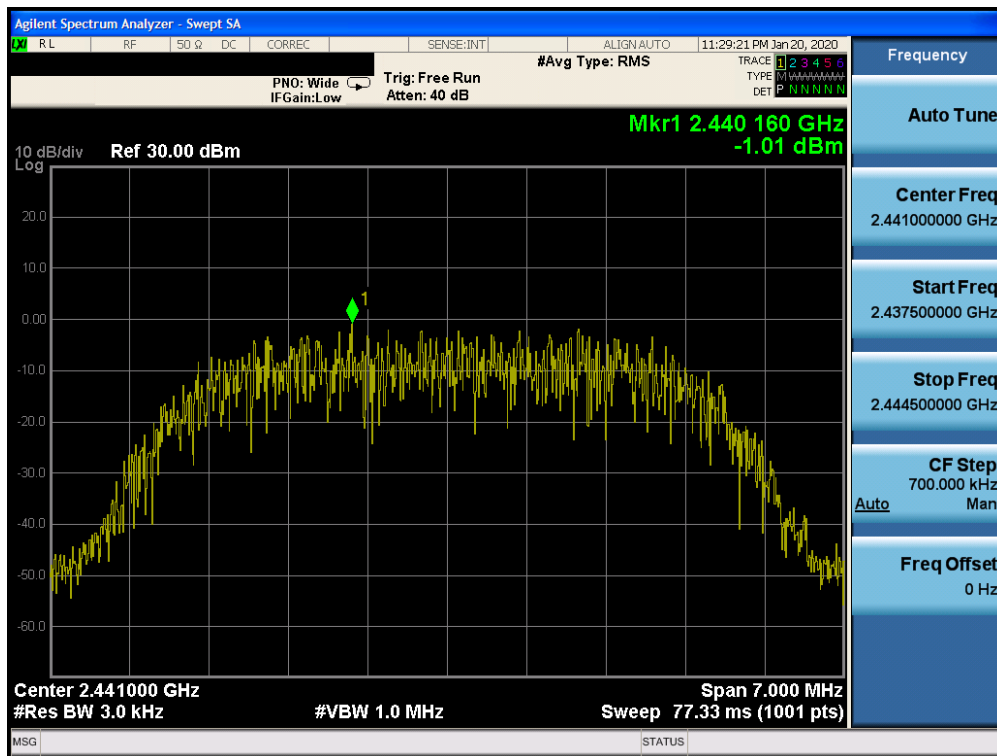 Agilent Spectrum Analyzer - Swept SA
LXI RL RF 50 Ω DC CORREC SENSE:INT ALIGN AUTO 11:29:21 PM Jan 20, 2020
Frequency
#Avg Type: RMS TRACE 1 2 3 4 5 6
PNO: Wide Trig: Free Run TYPE M WWWWW
IFGain:Low Atten: 40 dB DET P N N N N N
Auto Tune
Mkr1 2.440 160 GHz
-1.01 dBm
10 dB/div Ref 30.00 dBm
Log
20.0
10.0
0.00
-10.0
-20.0
-30.0
-40.0
-50.0
-60.0
1
Center Freq
2.441000000 GHz
Start Freq
2.437500000 GHz
Stop Freq
2.444500000 GHz
CF Step
700.000 kHz
Auto Man
Freq Offset
0 Hz
Center 2.441000 GHz Span 7.000 MHz
#Res BW 3.0 kHz #VBW 1.0 MHz Sweep 77.33 ms (1001 pts)
MSG STATUS